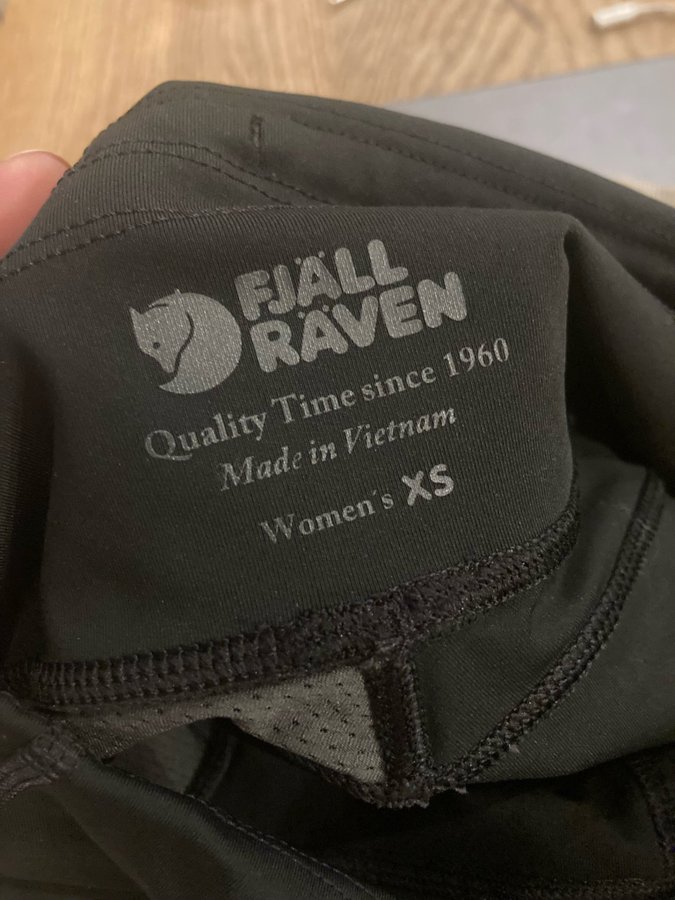 FJÄLL
RÄVEN
Quality Time since 1960
Made in Vietnam
Women's XS